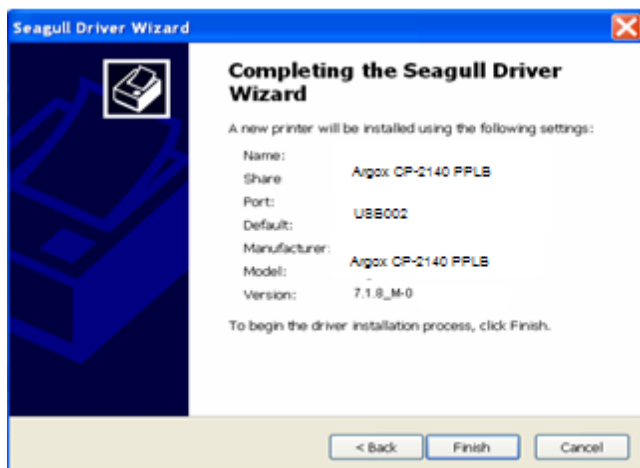 Seagull Driver Wizard
Completing the Seagull Driver
Wizard
A new printer will be installed using the following settings:
Name:
Argox CP-2140 PPLB
Share
Port:
USB002
Default:
Manufacturer:
Argox CP-2140 PPLB
Model:
Version: 7.1.8_M-0
To begin the driver installation process, click Finish.
< Back Finish Cancel